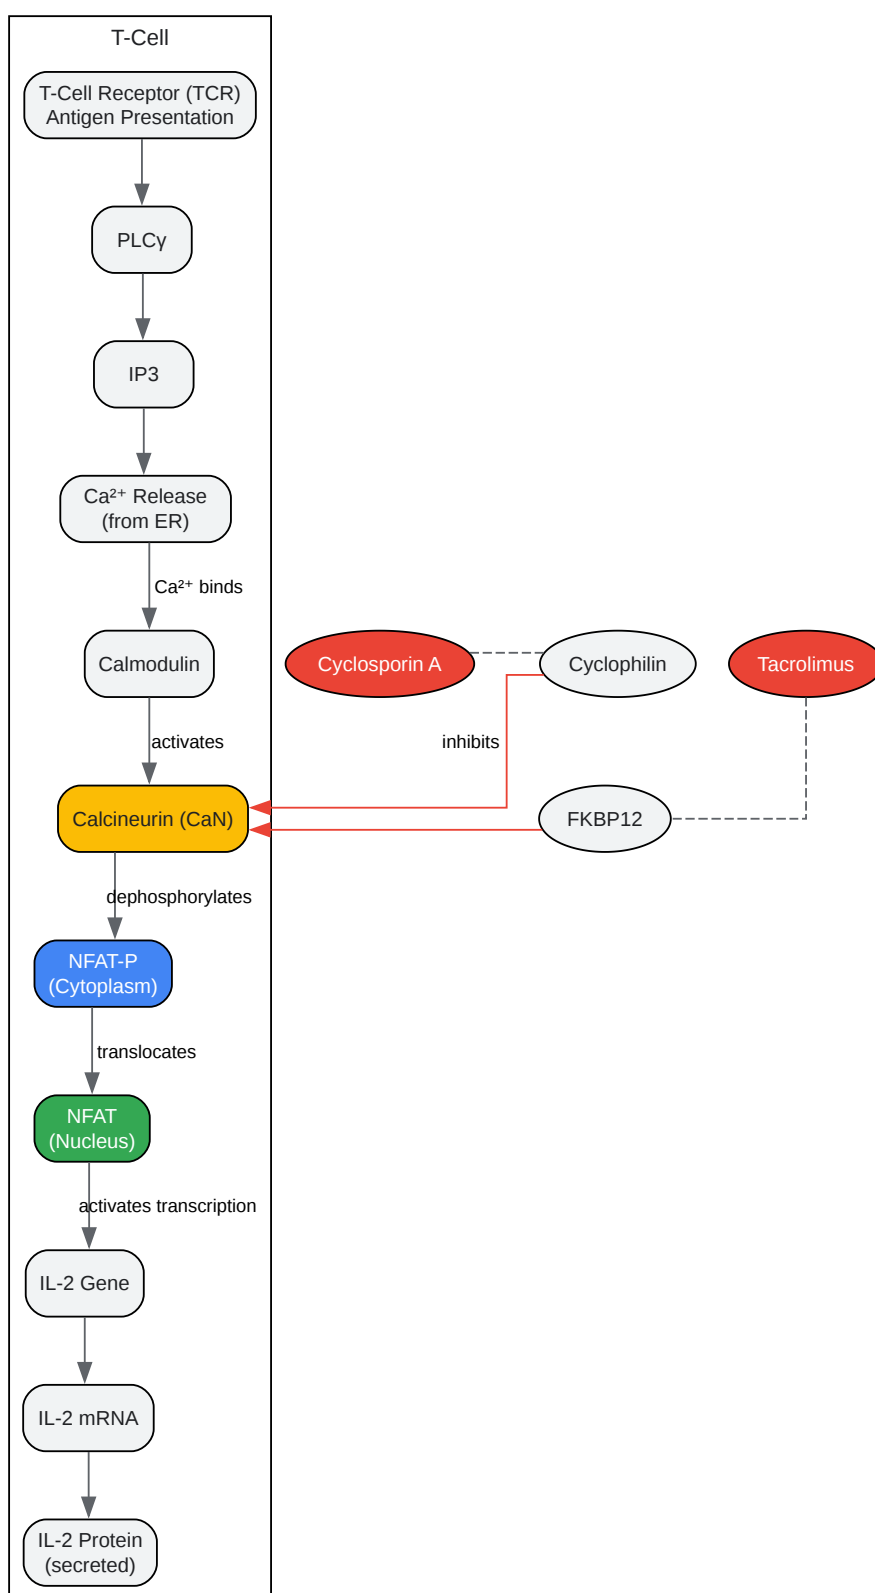 T-Cell
T-Cell Receptor (TCR)
Antigen Presentation
PLCγ
IP3
Ca²⁺ Release
(from ER)
Ca²⁺ binds
Calmodulin
Cyclosporin A
Cyclophilin
Tacrolimus
activates
inhibits
Calcineurin (CaN)
FKBP12
dephosphorylates
NFAT-P
(Cytoplasm)
translocates
NFAT
(Nucleus)
activates transcription
IL-2 Gene
IL-2 mRNA
IL-2 Protein
(secreted)